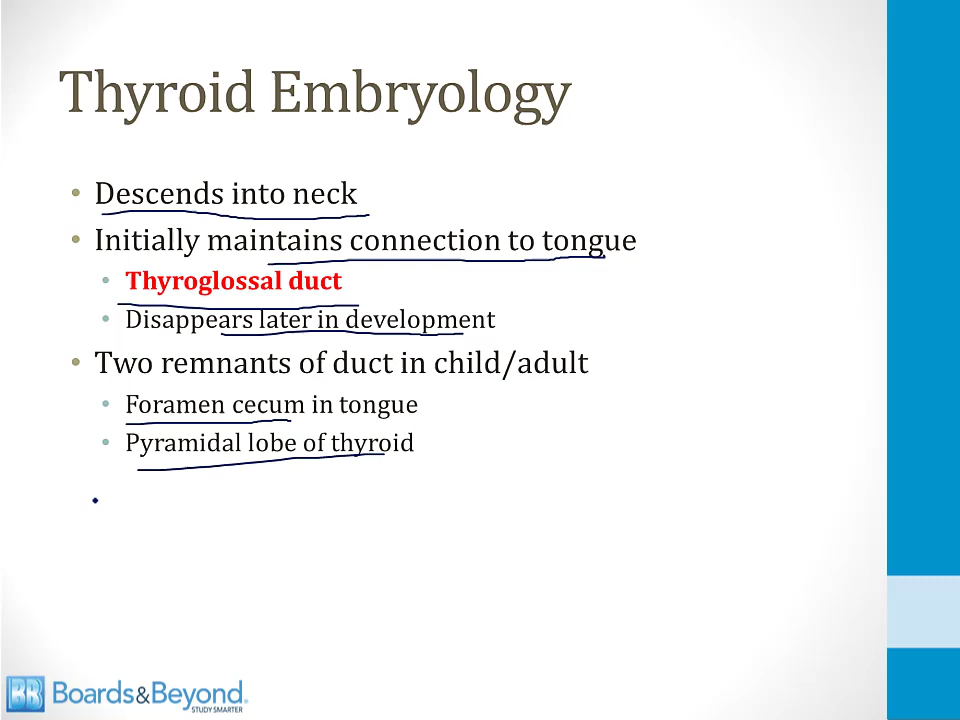 Thyroid Embryology
• Descends into neck
• Initially maintains connection to tongue
• Thyroglossal duct
• Disappears later in development
• Two remnants of duct in child/adult
• Foramen cecum in tongue
• Pyramidal lobe of thyroid
BB Boards&Beyond.
STUDY SMARTER